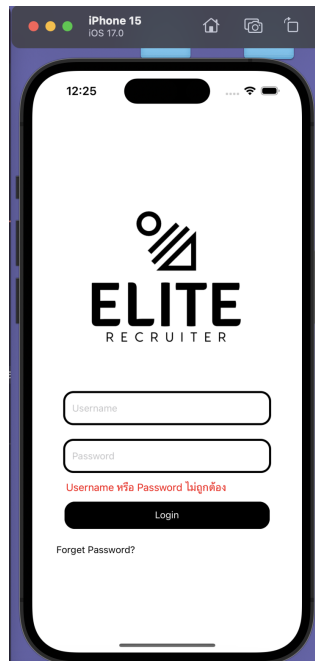 iPhone 15
iOS 17.0
12:25
ELITE
RECRUITER
Username
Password
Username หรือ Password ไม่ถูกต้อง
Login
Forget Password?